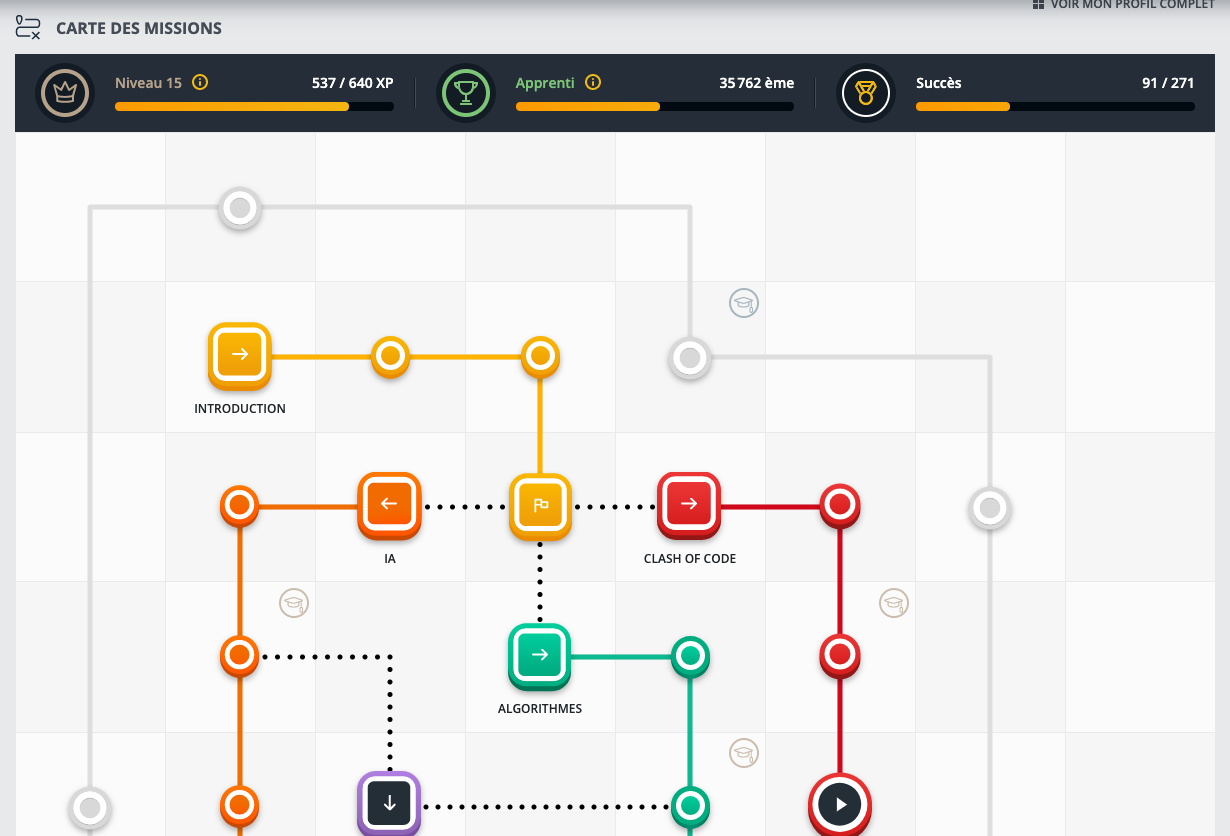 VOIR MON PROFIL COMPLET
CARTE DES MISSIONS
Niveau 15
537 / 640 XP
Apprenti
35 762 ème
Succès
91 / 271
INTRODUCTION
IA
CLASH OF CODE
ALGORITHMES